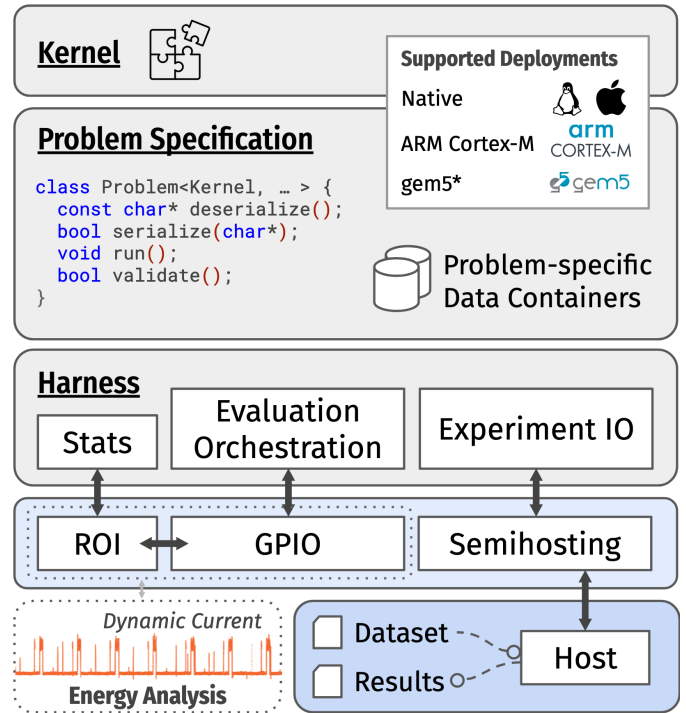 Kernel
Supported Deployments
Native
ARM Cortex-M
arm
CORTEX-M
gem5*
gem5
Problem Specification
class Problem<Kernel, … > {
const char* deserialize();
bool serialize(char*);
void run();
bool validate();
}
Problem-specific
Data Containers
Harness
Stats
Evaluation
Orchestration
Experiment IO
ROI
GPIO
Semihosting
Dynamic Current
Energy Analysis
Dataset
Results
Host